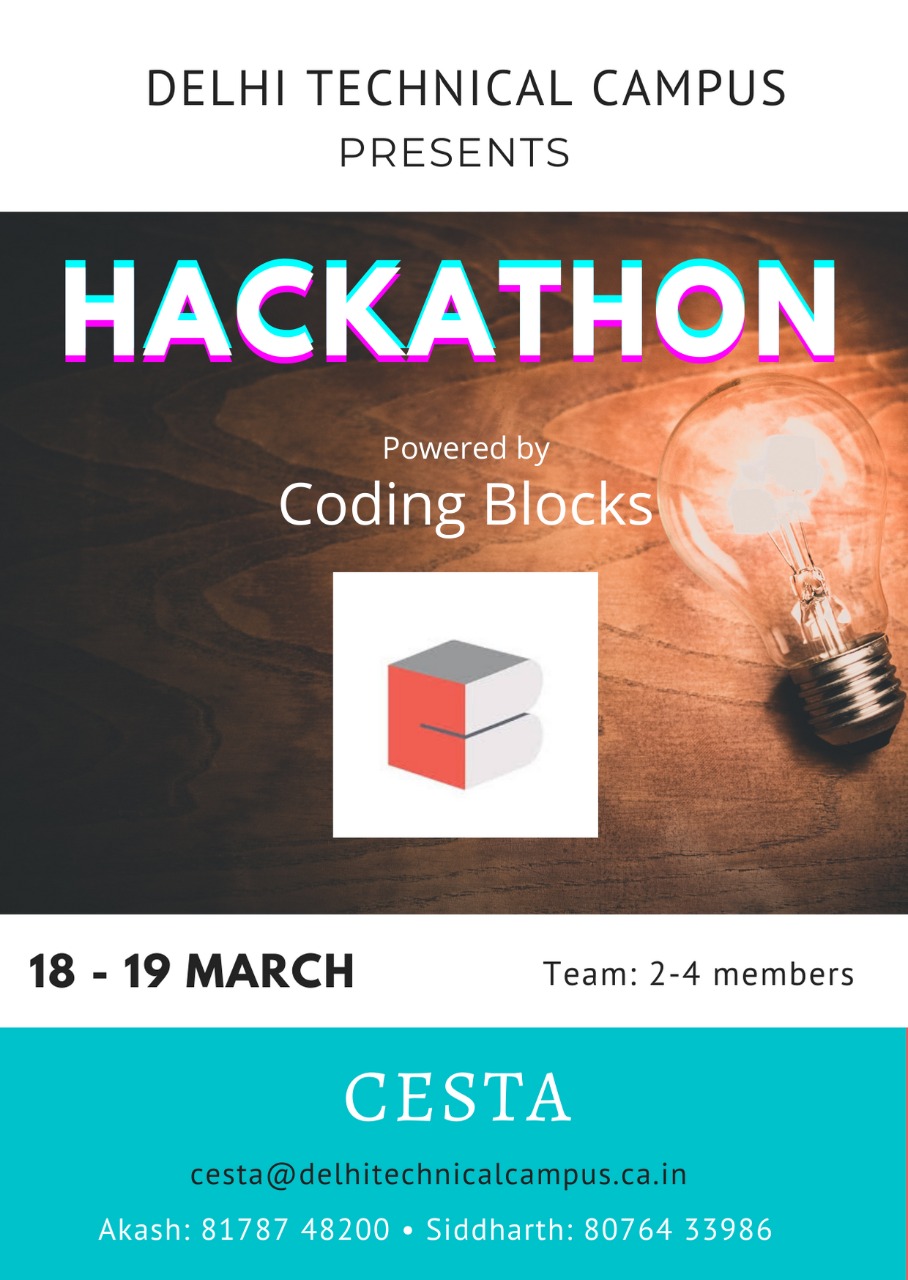 DELHI TECHNICAL CAMPUS
PRESENTS
HACKATHON
Powered by
Coding Blocks
18 - 19 MARCH
Team: 2-4 members
CESTA
cesta@delhitechnicalcampus.ca.in
Akash: 81787 48200 • Siddharth: 80764 33986